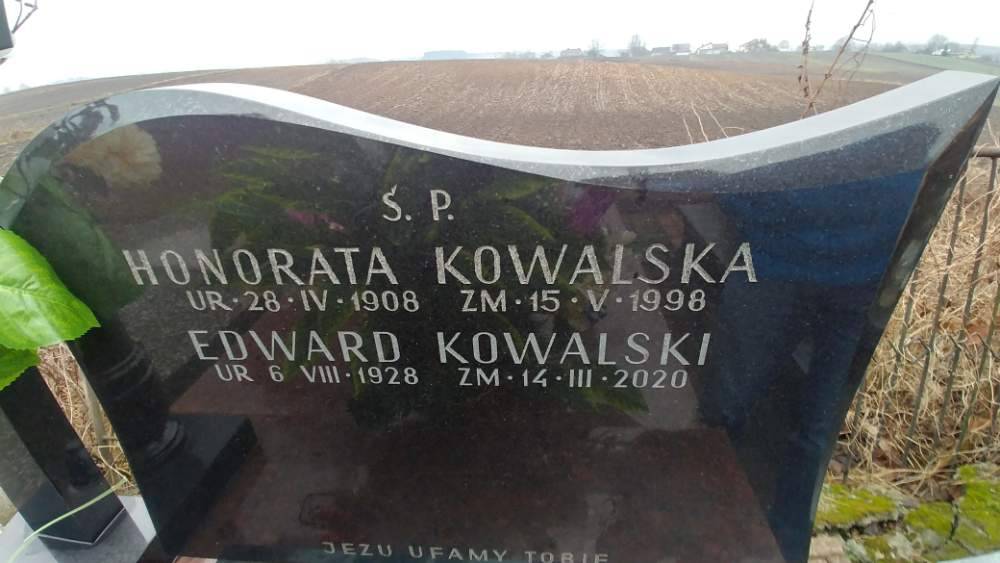 Ś. P.
HONORATA KOWALSKA
UR·28·IV·1908 ZM·15·V·1998
EDWARD KOWALSKI
UR 6 VIII·1928 ZM·14·III·2020
JEZU UFAMY TOBIE